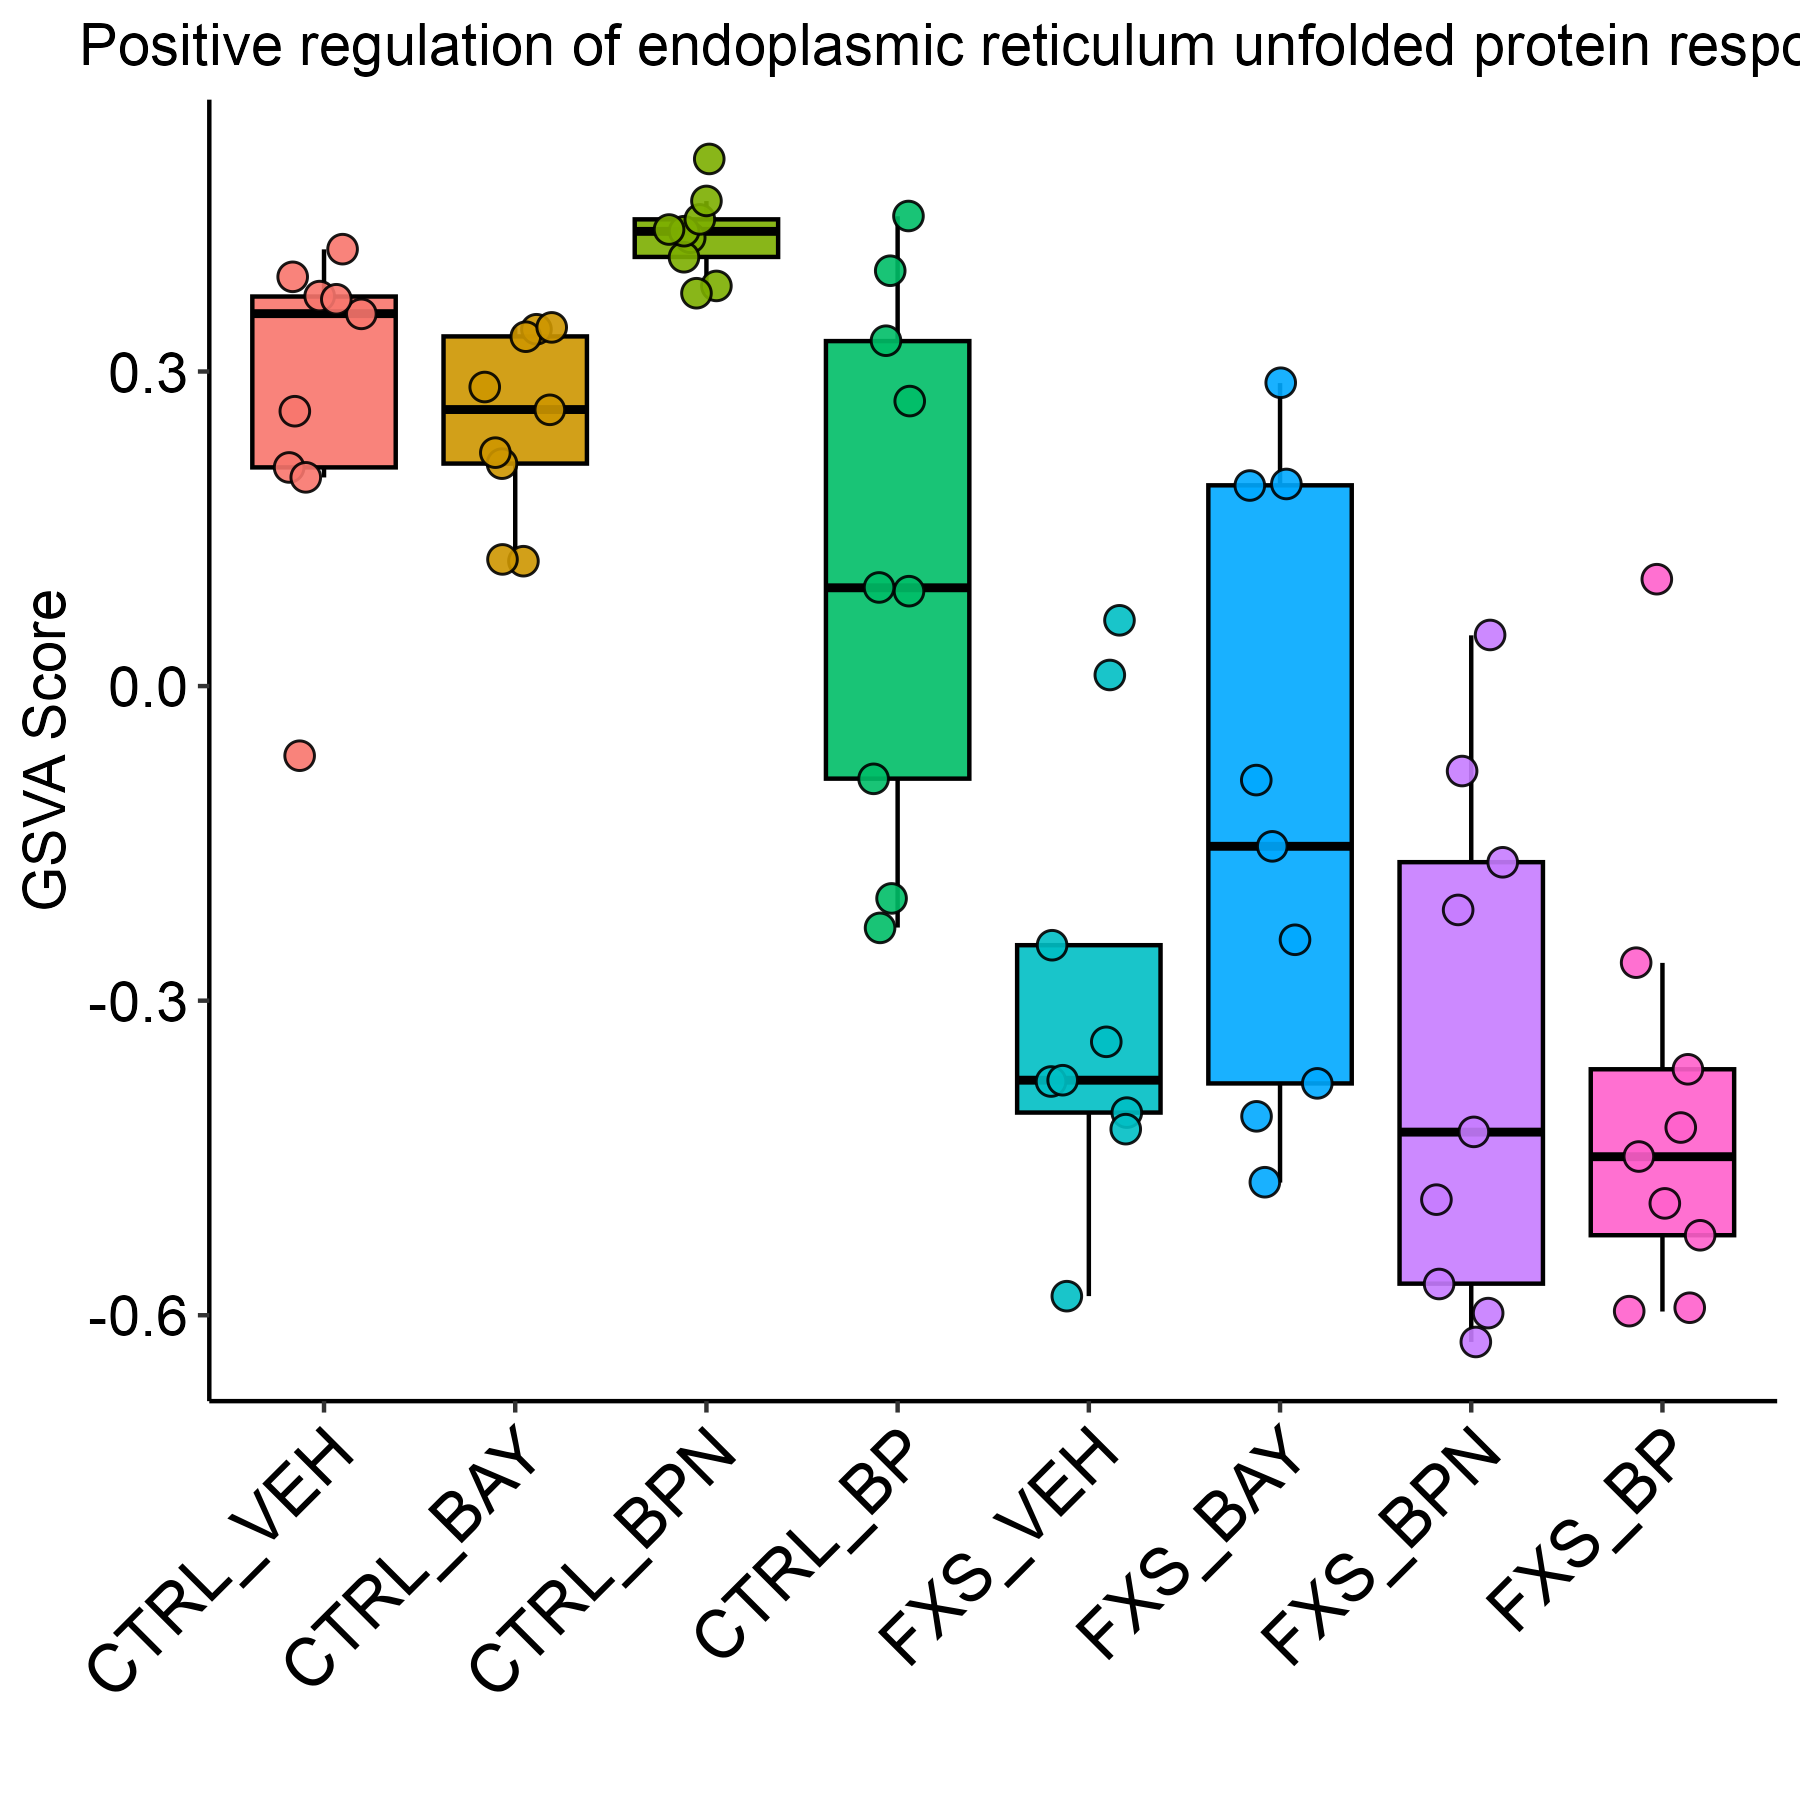 Positive regulation of endoplasmic reticulum unfolded protein respo
GSVA Score
0.3
0.0
-0.3
-0.6
CTRL_VEH
CTRL_BAY
CTRL_BPN
CTRL_BP
FXS_VEH
FXS_BAY
FXS_BPN
FXS_BP